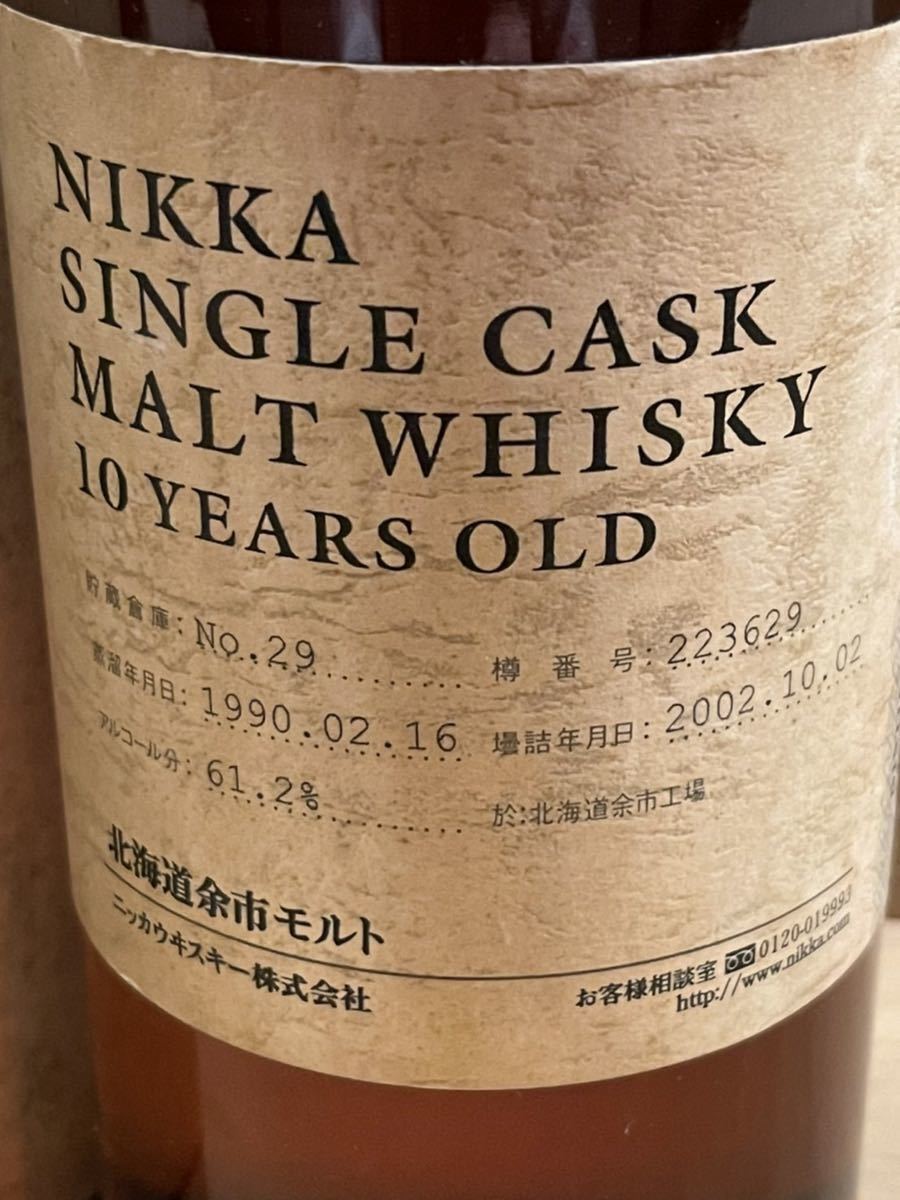 NIKKA
SINGLE CASK
MALT WHISKY
10 YEARS OLD
貯蔵倉庫: No.29 樽番号: 223629
蒸溜年月日: 1990.02.16 壜詰年月日: 2002.10.02
アルコール分: 61.2% 於:北海道余市工場
北海道余市モルト
ニッカウヰスキー株式会社
お客様相談室 0120-019993
http://www.nikka.com